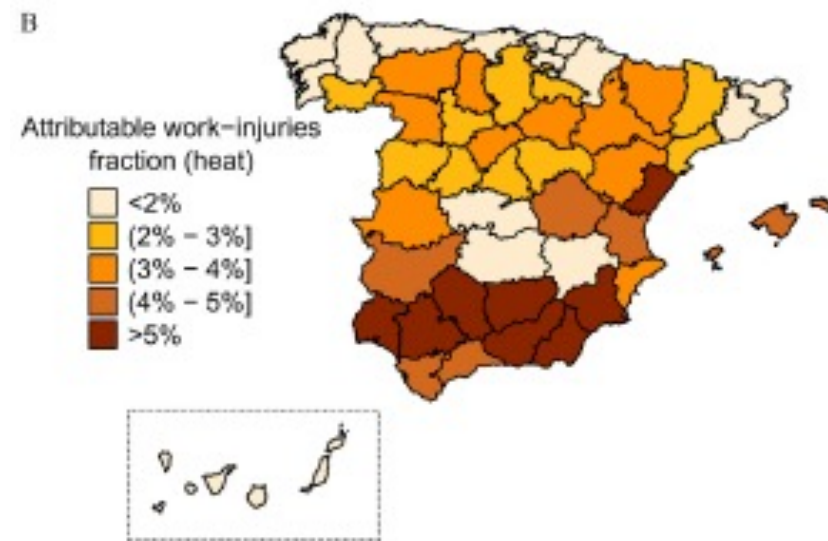 B
Attributable work−injuries
fraction (heat)
<2%
(2% − 3%]
(3% − 4%]
(4% − 5%]
>5%